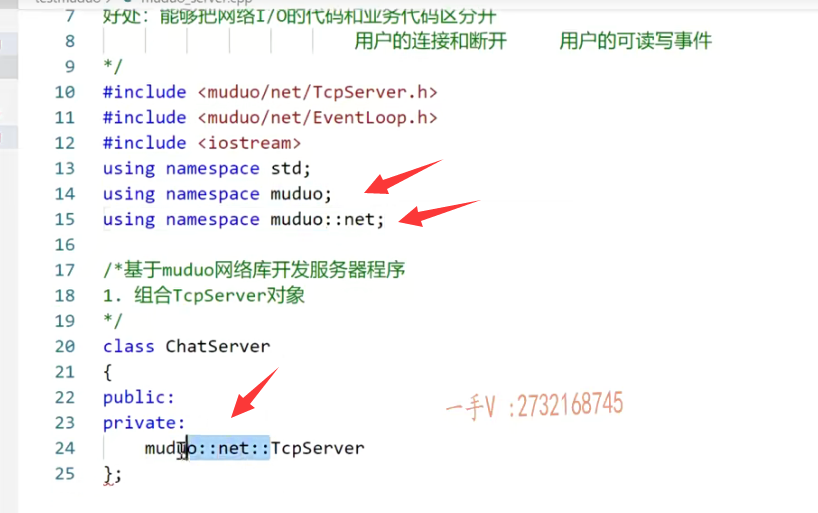 7 好处：能够把网络I/O的代码和业务代码区分开
8 用户的连接和断开 用户的可读写事件
9 */
10 #include <muduo/net/TcpServer.h>
11 #include <muduo/net/EventLoop.h>
12 #include <iostream>
13 using namespace std;
14 using namespace muduo;
15 using namespace muduo::net;
16
17 /*基于muduo网络库开发服务器程序
18 1. 组合TcpServer对象
19 */
20 class ChatServer
21 {
22 public:
一手V :2732168745
23 private:
24 muduo::net::TcpServer
25 };